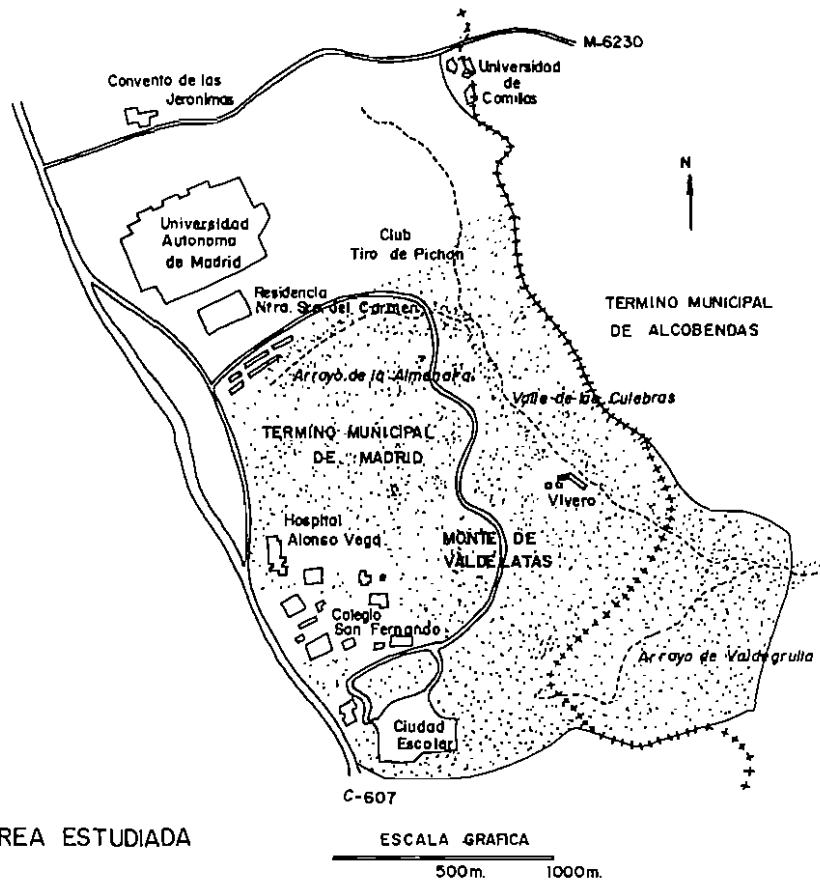 M-6230
Convento de las
Jeronimas
Universidad
de
Comillas
N
Universidad
Autonoma
de Madrid
Club
Tiro de Pichon
Residencia
Ntra. Sra. del Carmen
TERMINO MUNICIPAL
DE ALCOBENDAS
Arroyo de la Almenara
Valle de las Culebras
TERMINO MUNICIPAL
DE MADRID
Vivero
Hospital
Alonso Vega
MONTE DE
VALDELATAS
Colegio
San Fernando
Arroyo de Valdegrulla
Ciudad
Escolar
C-607
REA ESTUDIADA
ESCALA GRAFICA
500m. 1000m.